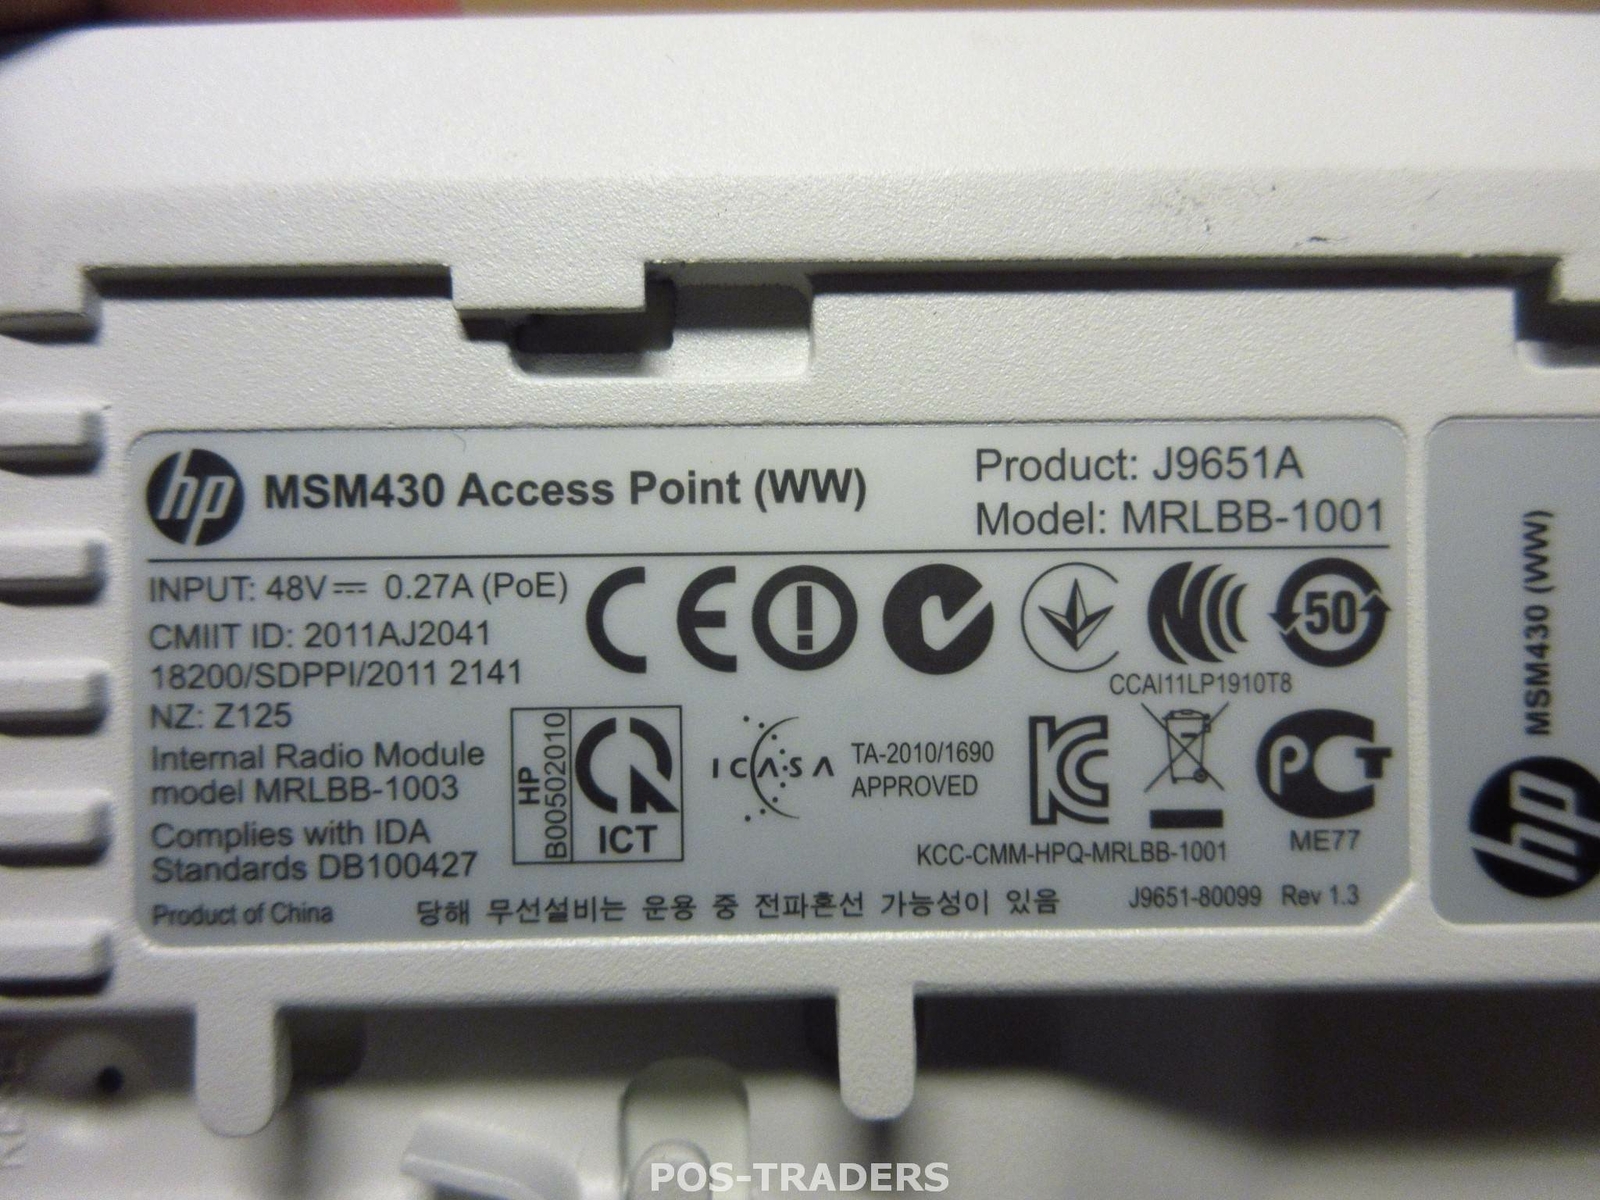 hp MSM430 Access Point (WW)
Product: J9651A
Model: MRLBB-1001
INPUT: 48V⎓ 0.27A (PoE)
CMIIT ID: 2011AJ2041
18200/SDPPI/2011 2141
NZ: Z125
Internal Radio Module
model MRLBB-1003
Complies with IDA
Standards DB100427
Product of China
CE
50
CCAI11LP1910T8
HP
B00502010
ICT
ICASA
TA-2010/1690
APPROVED
KCC-CMM-HPQ-MRLBB-1001
PCT
ME77
당해 무선설비는 운용 중 전파혼선 가능성이 있음
J9651-80099 Rev 1.3
hp MSM430 (WW)
POS-TRADERS